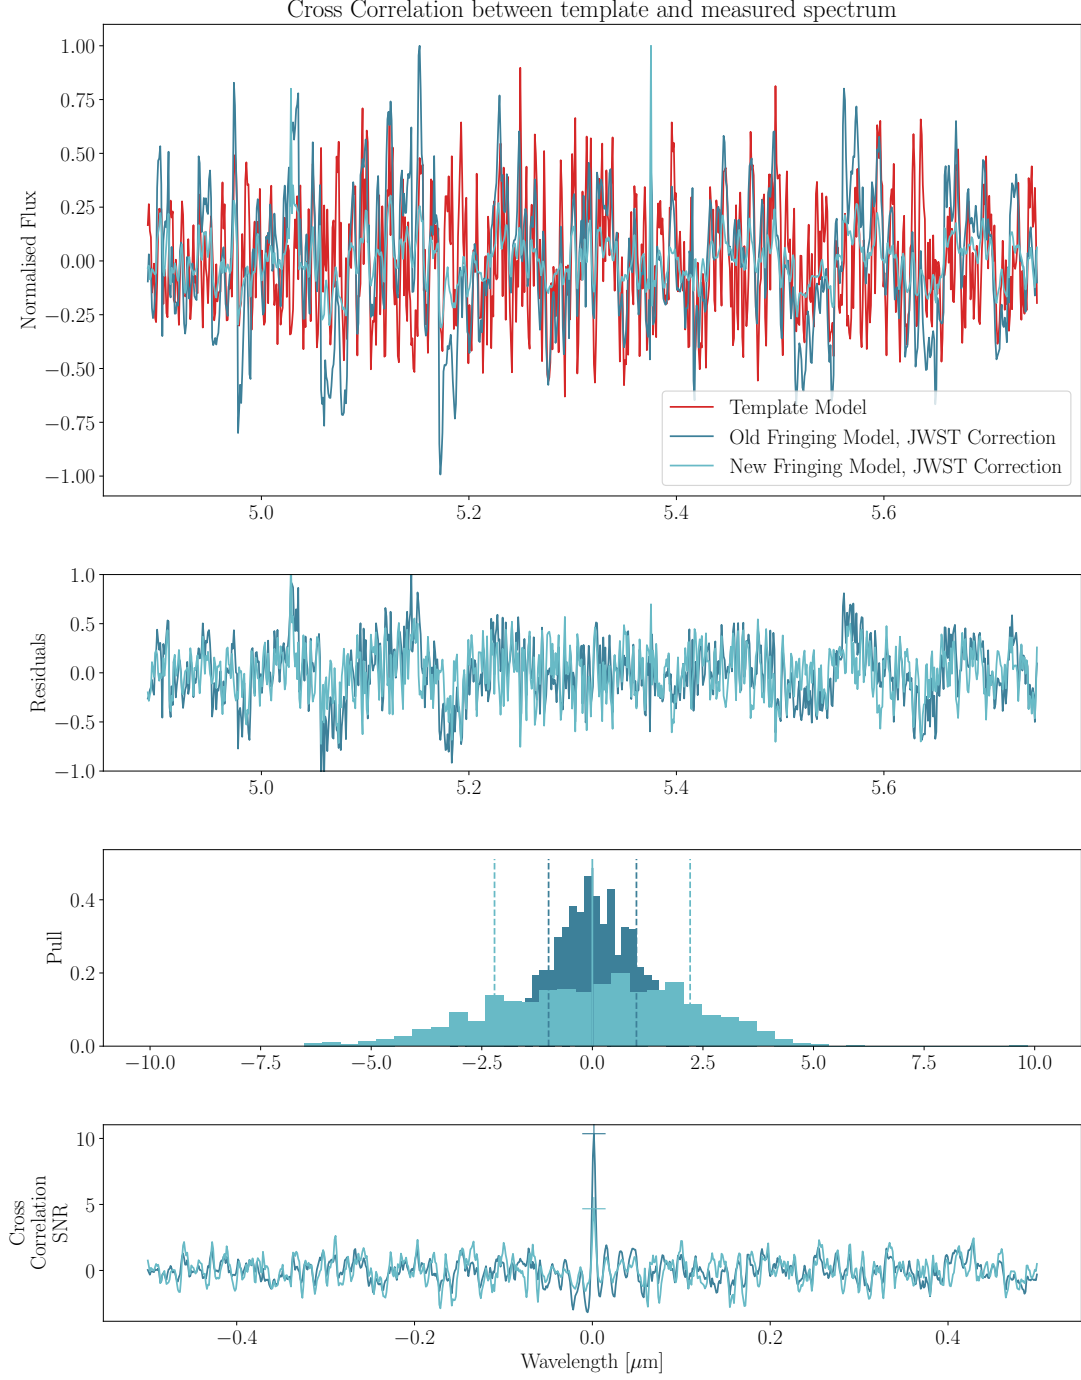 Cross Correlation between template and measured spectrum
Normalised Flux
1.00
0.75
0.50
0.25
0.00
−0.25
−0.50
−0.75
−1.00
Template Model
Old Fringing Model, JWST Correction
New Fringing Model, JWST Correction
5.0 5.2 5.4 5.6
Residuals
1.0
0.5
0.0
−0.5
−1.0
5.0 5.2 5.4 5.6
Pull
0.4
0.2
0.0
−10.0 −7.5 −5.0 −2.5 0.0 2.5 5.0 7.5 10.0
Cross
Correlation
SNR
10
5
0
−0.4 −0.2 0.0 0.2 0.4
Wavelength [μm]